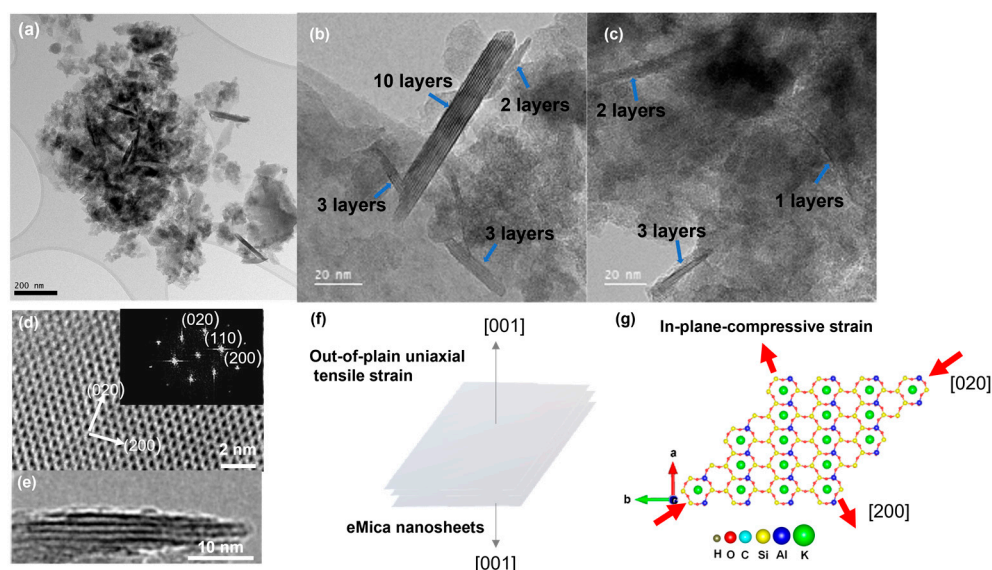 (a)
200 nm
(b)
10 layers
2 layers
3 layers
3 layers
20 nm
(c)
2 layers
1 layers
3 layers
20 nm
(d)
(020)
(110)
(200)
(020)
(200)
2 nm
(e)
10 nm
(f)
[001]
Out-of-plain uniaxial
tensile strain
eMica nanosheets
[001]
(g)
In-plane-compressive strain
[020]
a
b
c
[200]
H O C Si Al K